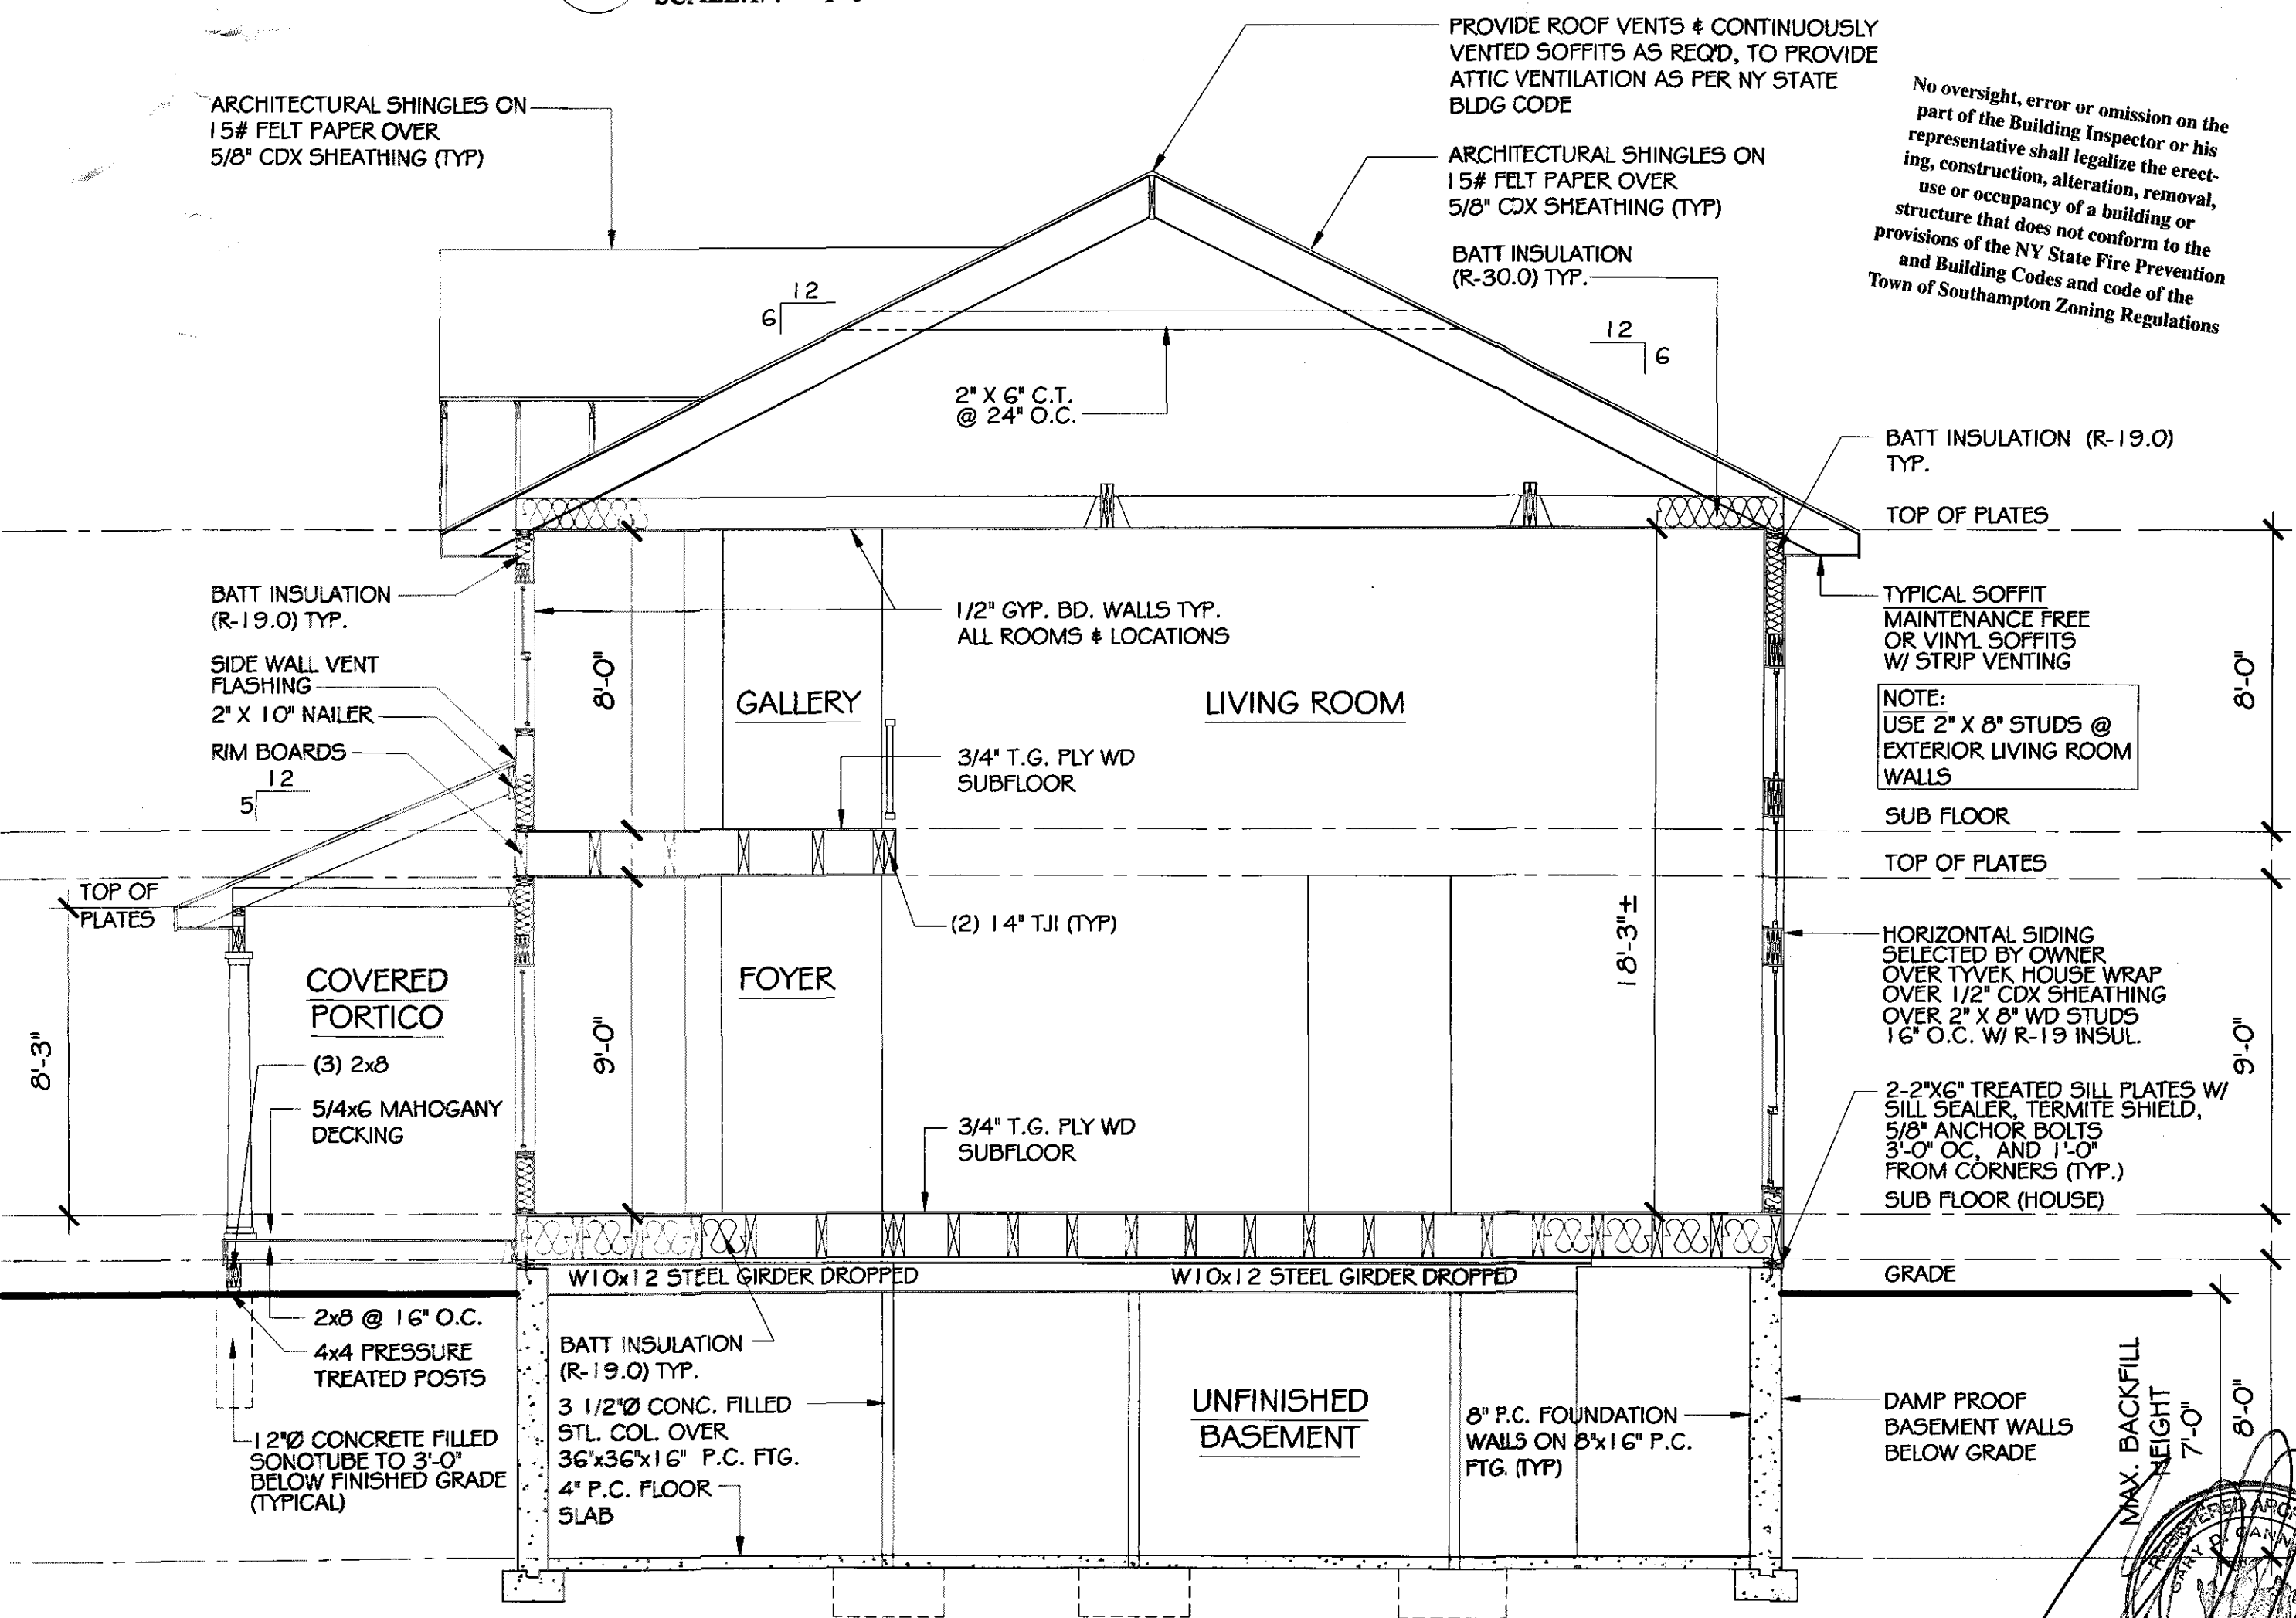 PROVIDE ROOF VENTS & CONTINUOUSLY
VENTED SOFFITS AS REQ'D, TO PROVIDE
ATTIC VENTILATION AS PER NY STATE
BLDG CODE
No oversight, error or omission on the
part of the Building Inspector or his
representative shall legalize the erect-
ing, construction, alteration, removal,
use or occupancy of a building or
structure that does not conform to the
provisions of the NY State Fire Prevention
and Building Codes and code of the
Town of Southampton Zoning Regulations
ARCHITECTURAL SHINGLES ON
15# FELT PAPER OVER
5/8" CDX SHEATHING (TYP)
ARCHITECTURAL SHINGLES ON
15# FELT PAPER OVER
5/8" CDX SHEATHING (TYP)
BATT INSULATION
(R-30.0) TYP.
12
6
12
6
2" X 6" C.T.
@ 24" O.C.
BATT INSULATION (R-19.0)
TYP.
TOP OF PLATES
BATT INSULATION
(R-19.0) TYP.
SIDE WALL VENT
FLASHING
2" X 10" NAILER
RIM BOARDS
12
5
8'-0"
1/2" GYP. BD. WALLS TYP.
ALL ROOMS & LOCATIONS
GALLERY
LIVING ROOM
3/4" T.G. PLY WD
SUBFLOOR
TYPICAL SOFFIT
MAINTENANCE FREE
OR VINYL SOFFITS
W/ STRIP VENTING
NOTE:
USE 2" X 8" STUDS @
EXTERIOR LIVING ROOM
WALLS
8'-0"
SUB FLOOR
TOP OF PLATES
TOP OF
PLATES
(2) 14" TJI (TYP)
18'-3"±
COVERED
PORTICO
FOYER
8'-3"
9'-0"
(3) 2x8
5/4x6 MAHOGANY
DECKING
3/4" T.G. PLY WD
SUBFLOOR
HORIZONTAL SIDING
SELECTED BY OWNER
OVER TYVEK HOUSE WRAP
OVER 1/2" CDX SHEATHING
OVER 2" X 8" WD STUDS
16" O.C. W/ R-19 INSUL.
9'-0"
2-2"X6" TREATED SILL PLATES W/
SILL SEALER, TERMITE SHIELD,
5/8" ANCHOR BOLTS
3'-0" OC, AND 1'-0"
FROM CORNERS (TYP.)
SUB FLOOR (HOUSE)
W10x12 STEEL GIRDER DROPPED
W10x12 STEEL GIRDER DROPPED
GRADE
2x8 @ 16" O.C.
4x4 PRESSURE
TREATED POSTS
12"Ø CONCRETE FILLED
SONOTUBE TO 3'-0"
BELOW FINISHED GRADE
(TYPICAL)
BATT INSULATION
(R-19.0) TYP.
3 1/2"Ø CONC. FILLED
STL. COL. OVER
36"x36"x16" P.C. FTG.
4" P.C. FLOOR
SLAB
UNFINISHED
BASEMENT
8" P.C. FOUNDATION
WALLS ON 8"x16" P.C.
FTG. (TYP)
DAMP PROOF
BASEMENT WALLS
BELOW GRADE
MAX. BACKFILL
HEIGHT
7'-0"
8'-0"
REGISTERED ARC
GARY D.